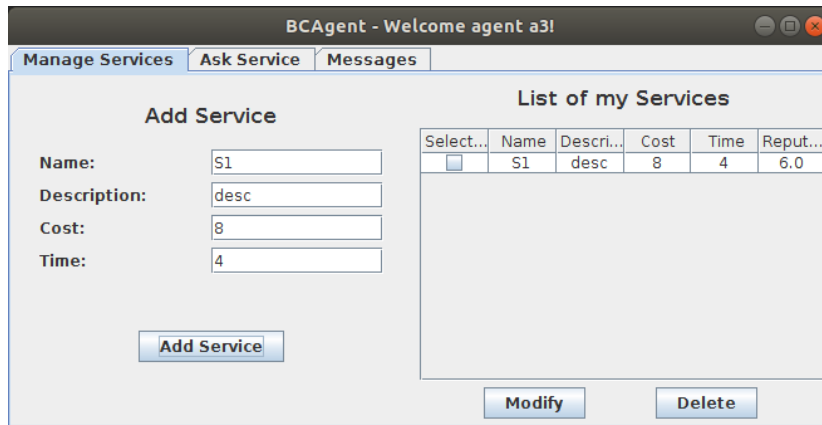 BCAgent - Welcome agent a3!
Manage Services Ask Service Messages
Add Service
Name: S1
Description: desc
Cost: 8
Time: 4
Add Service
List of my Services
Select... Name Descri... Cost Time Reput...
S1 desc 8 4 6.0
Modify Delete